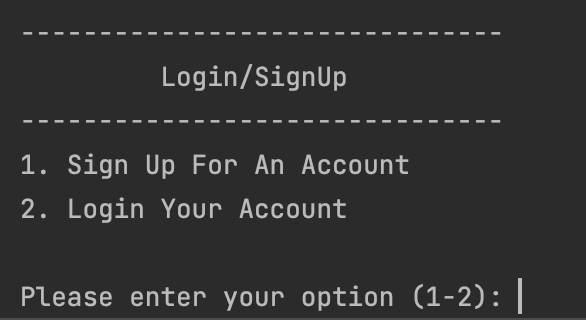 -------------------------------
Login/SignUp
-------------------------------
1. Sign Up For An Account
2. Login Your Account
Please enter your option (1-2):